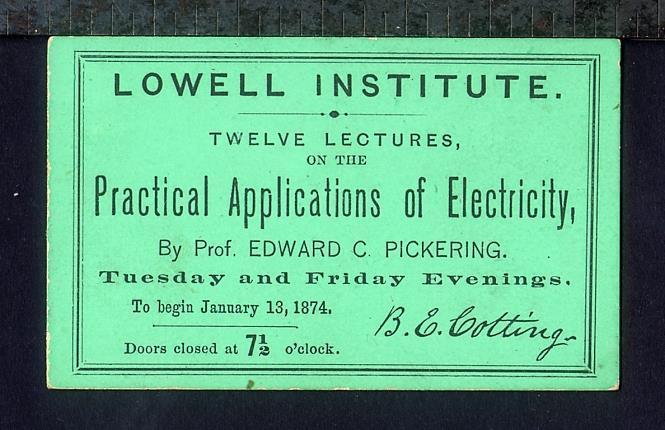 LOWELL INSTITUTE.
TWELVE LECTURES,
ON THE
Practical Applications of Electricity,
By Prof. EDWARD C. PICKERING.
Tuesday and Friday Evenings.
To begin January 13, 1874.
B. E. Cotting.
Doors closed at 7½ o'clock.